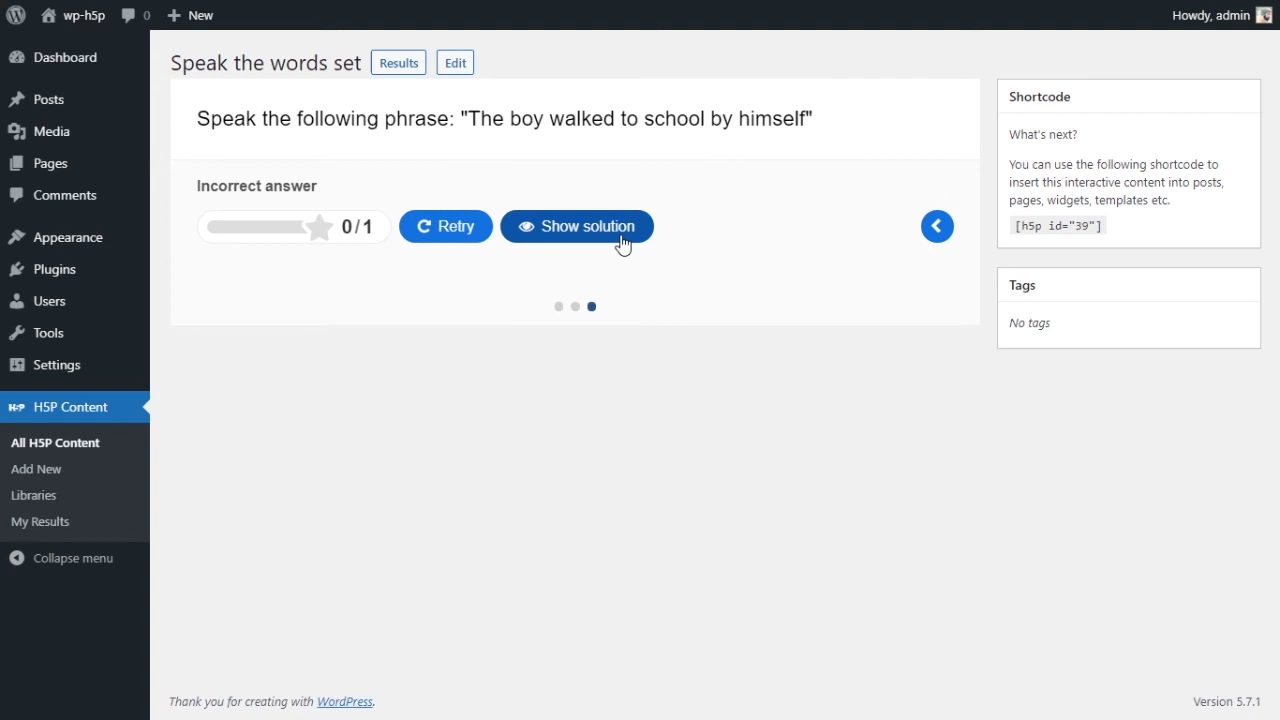 wp-h5p 0 New Howdy, admin
Dashboard
Posts
Media
Pages
Comments
Appearance
Plugins
Users
Tools
Settings
H5P H5P Content
All H5P Content
Add New
Libraries
My Results
Collapse menu
Speak the words set Results Edit
Speak the following phrase: "The boy walked to school by himself"
Incorrect answer
0/1 Retry Show solution
Shortcode
What's next?
You can use the following shortcode to
insert this interactive content into posts,
pages, widgets, templates etc.
[h5p id="39"]
Tags
No tags
Thank you for creating with WordPress.
Version 5.7.1